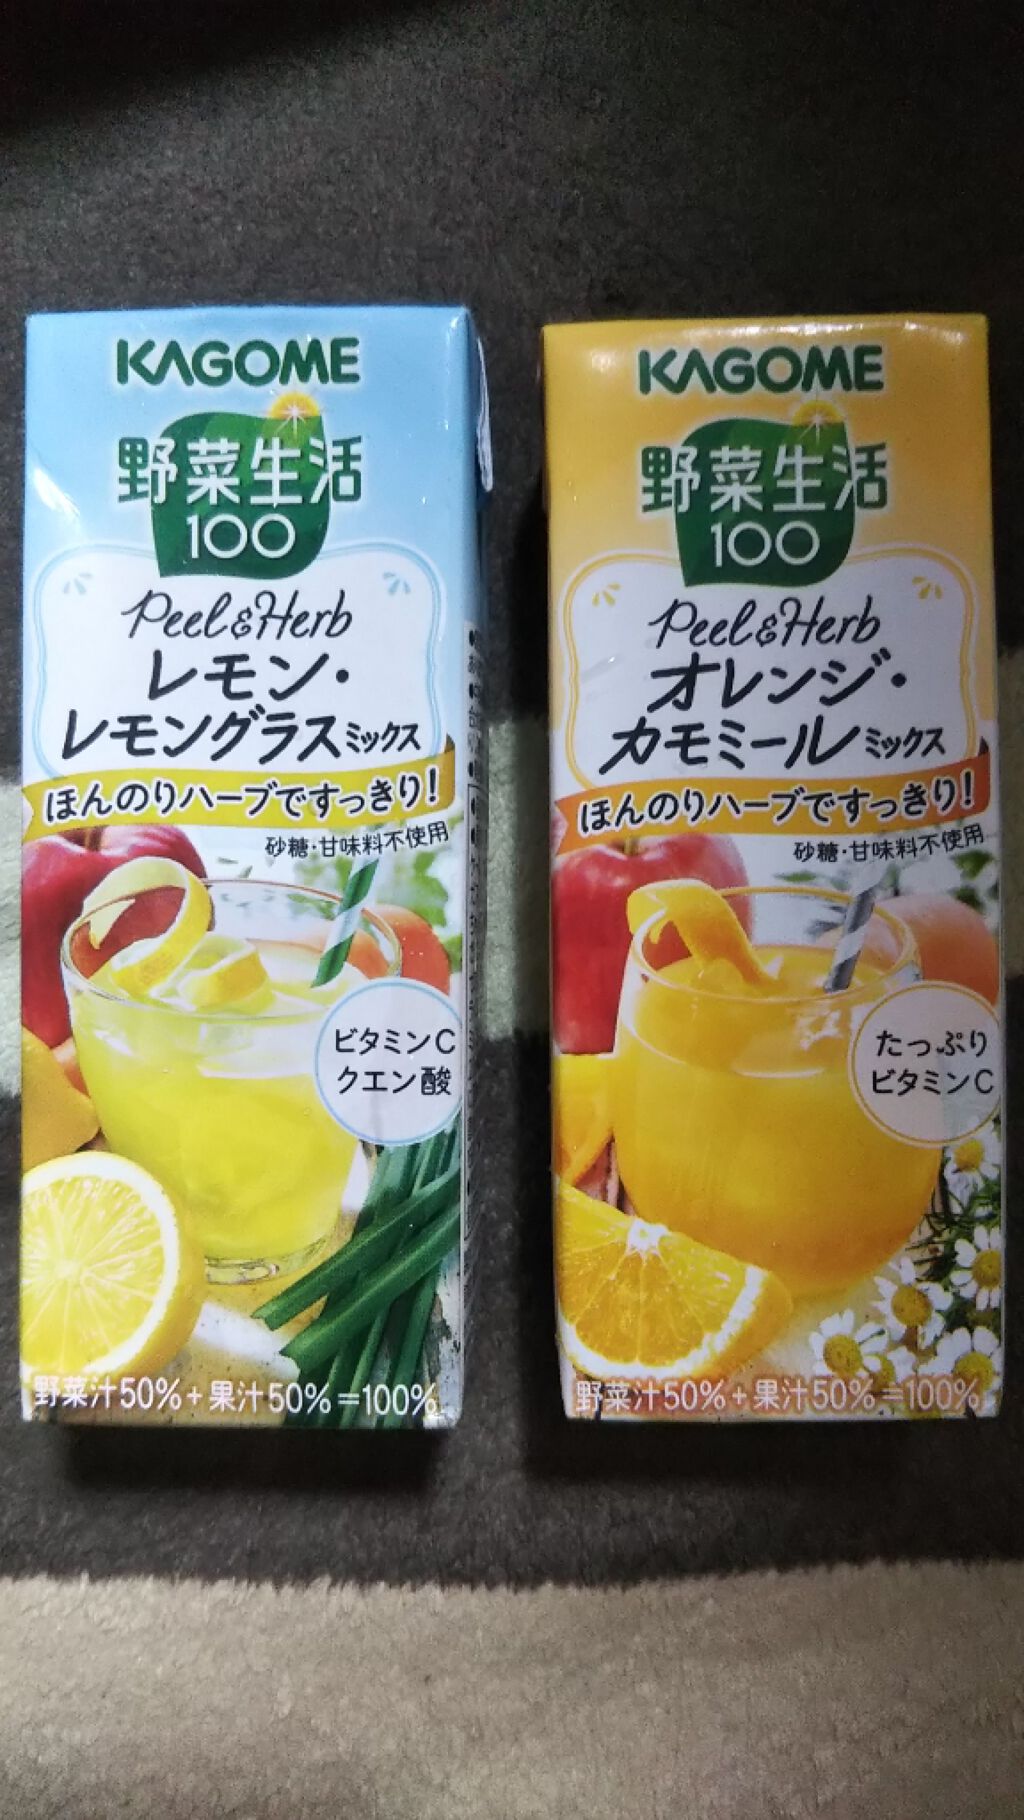 KAGOME
野菜生活
100
Peel&Herb
レモン・
レモングラスミックス
ほんのりハーブですっきり!
砂糖・甘味料不使用
ビタミンC
クエン酸
野菜汁50%+果汁50%=100%
KAGOME
野菜生活
100
Peel&Herb
オレンジ・
カモミールミックス
ほんのりハーブですっきり!
砂糖・甘味料不使用
たっぷり
ビタミンC
野菜汁50%+果汁50%=100%